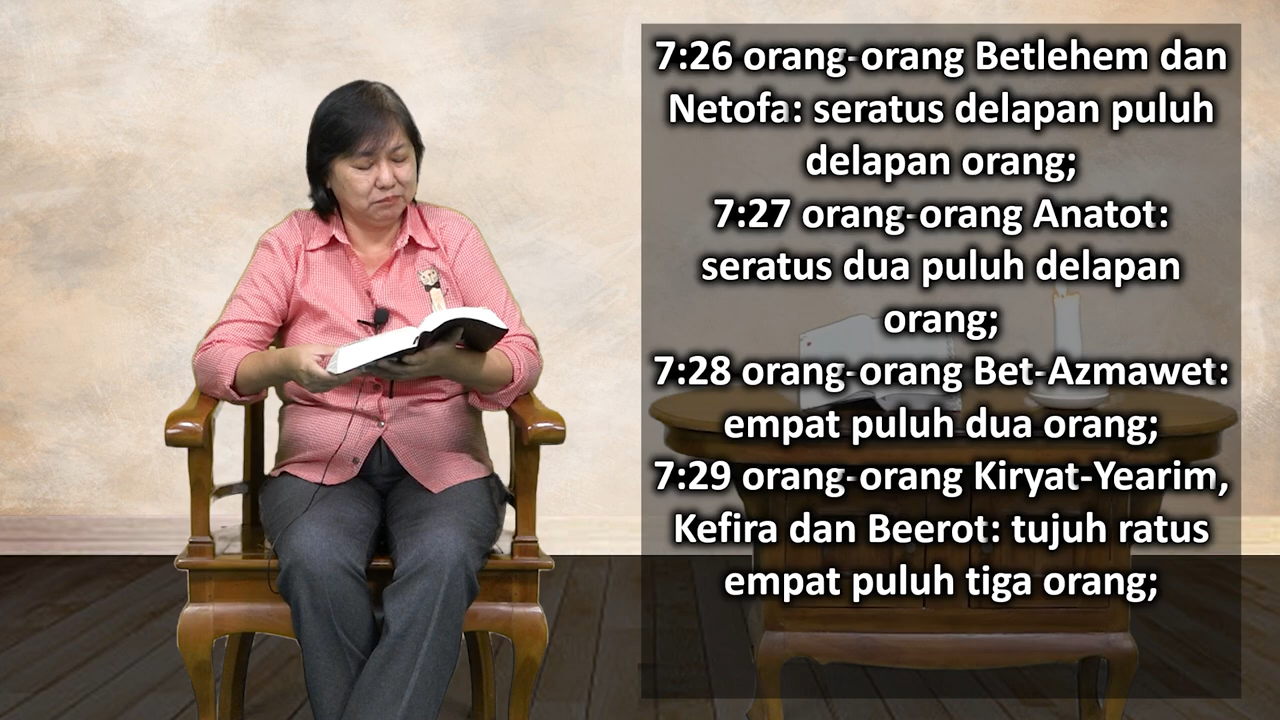 7:26 orang-orang Betlehem dan
Netofa: seratus delapan puluh
delapan orang;
7:27 orang-orang Anatot:
seratus dua puluh delapan
orang;
7:28 orang-orang Bet-Azmawet:
empat puluh dua orang;
7:29 orang-orang Kiryat-Yearim,
Kefira dan Beerot: tujuh ratus
empat puluh tiga orang;